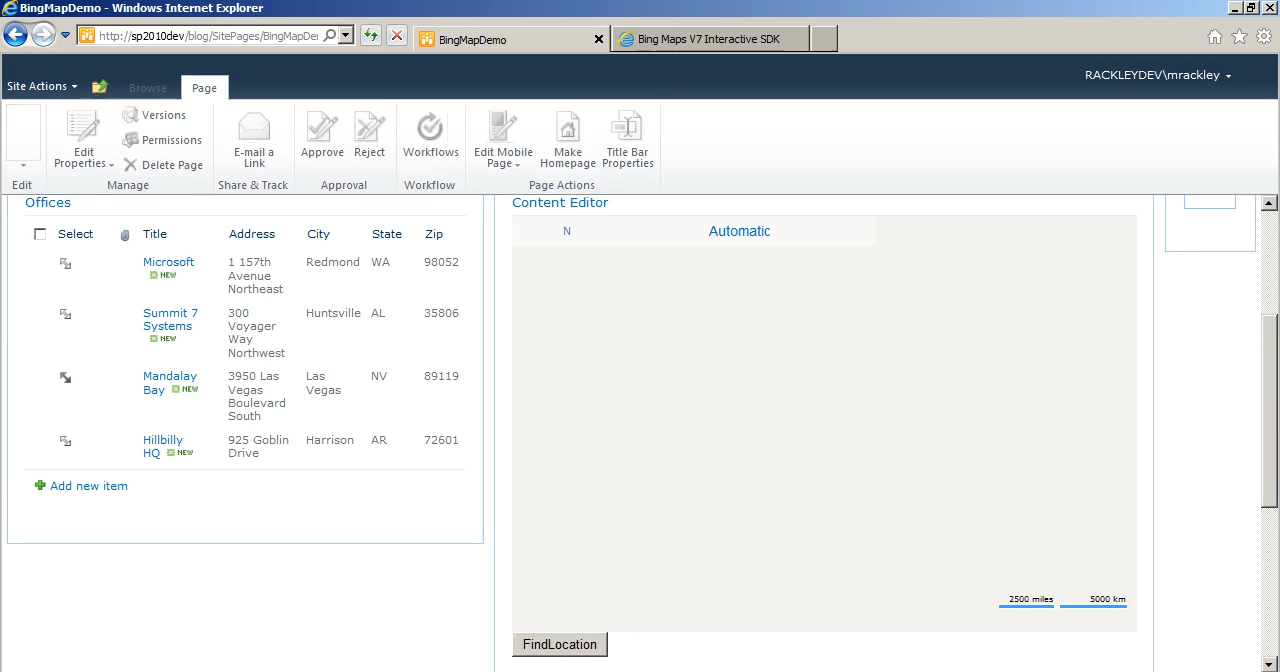 BingMapDemo - Windows Internet Explorer
http://sp2010dev/blog/SitePages/BingMapDe
BingMapDemo
Bing Maps V7 Interactive SDK
Site Actions
Browse
Page
RACKLEYDEV\mrackley
Edit
Properties
Versions
Permissions
Delete Page
E-mail a
Link
Approve
Reject
Workflows
Edit Mobile
Page
Make
Homepage
Title Bar
Properties
Edit
Manage
Share & Track
Approval
Workflow
Page Actions
Offices
Select
Title
Address
City
State
Zip
Microsoft
NEW
1 157th
Avenue
Northeast
Redmond
WA
98052
Summit 7
Systems
NEW
300
Voyager
Way
Northwest
Huntsville
AL
35806
Mandalay
Bay NEW
3950 Las
Vegas
Boulevard
South
Las
Vegas
NV
89119
Hillbilly
HQ NEW
925 Goblin
Drive
Harrison
AR
72601
Add new item
Content Editor
N
Automatic
2500 miles
5000 km
FindLocation